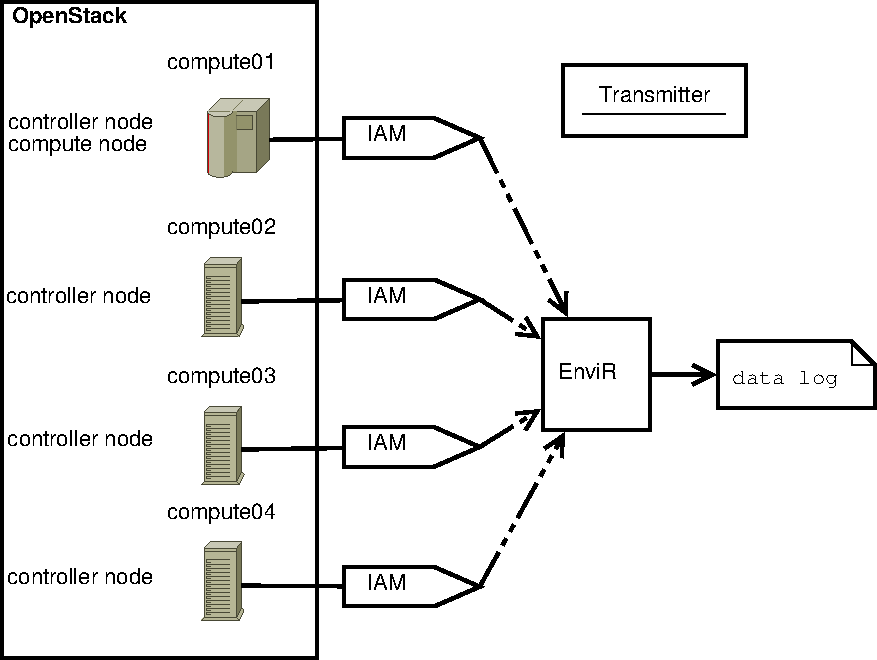 OpenStack
compute01
controller node
compute node
IAM
Transmitter
compute02
controller node
IAM
EnviR
data log
compute03
controller node
IAM
compute04
controller node
IAM